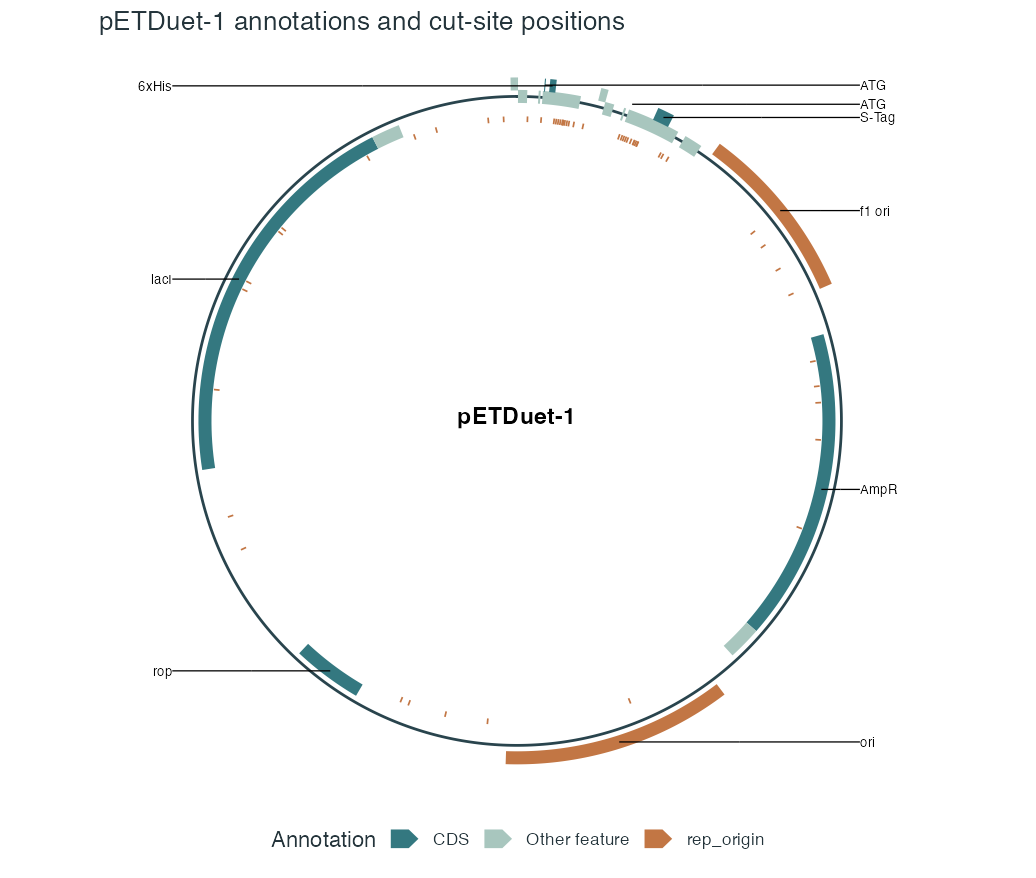 pETDuet-1 annotations and cut-site positions
6xHis
ATG
ATG
S-Tag
f1 ori
lacI
pETDuet-1
AmpR
rop
ori
Annotation CDS Other feature rep_origin